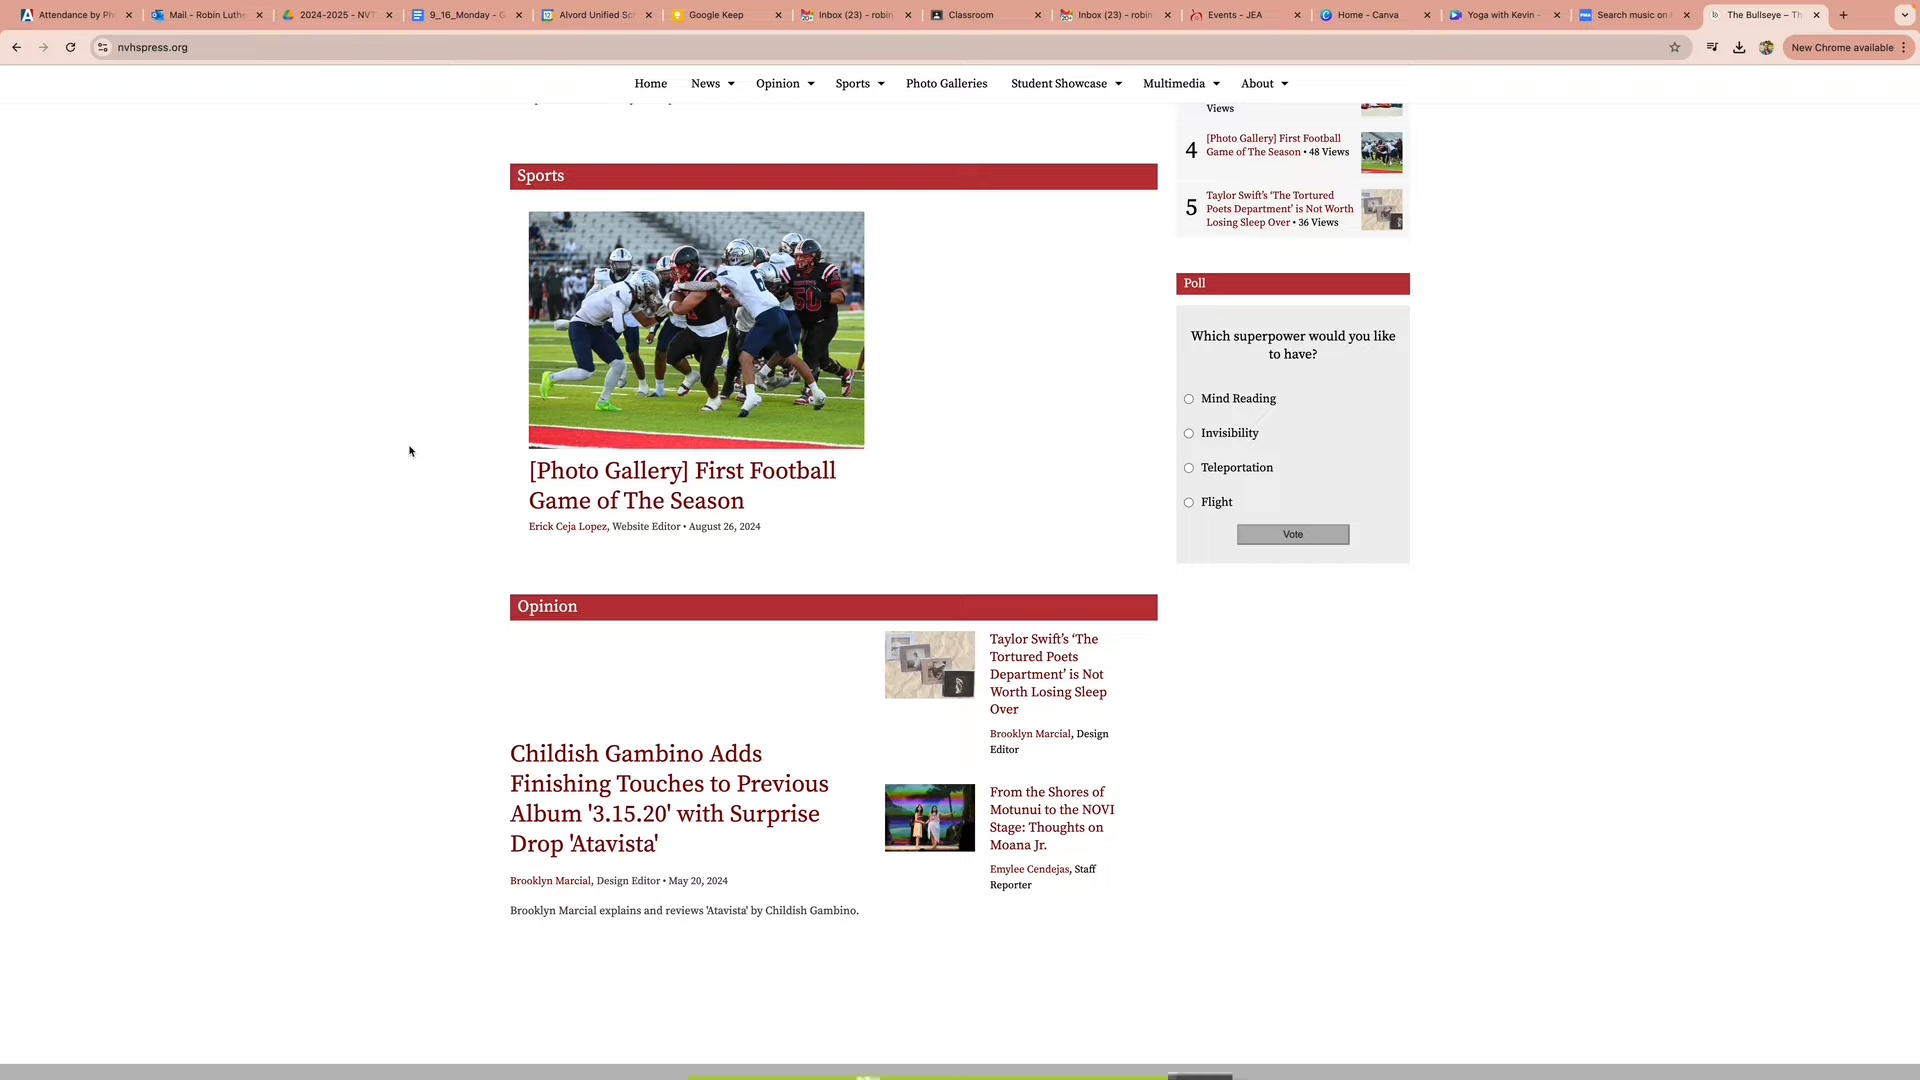 Attendance by Ph
Mail - Robin Luthe
2024-2025 - NVT
9_16_Monday - G
Alvord Unified Sc
Google Keep
Inbox (23) - robin
Classroom
Inbox (23) - robin
Events - JEA
Home - Canva
Yoga with Kevin -
Search music on
The Bullseye – Th
nvhspress.org
New Chrome available
Home
News
Opinion
Sports
Photo Galleries
Student Showcase
Multimedia
About
Views
4
[Photo Gallery] First Football
Game of The Season • 48 Views
5
Taylor Swift’s ‘The Tortured
Poets Department’ is Not Worth
Losing Sleep Over • 36 Views
Sports
[Photo Gallery] First Football
Game of The Season
Erick Ceja Lopez, Website Editor • August 26, 2024
Poll
Which superpower would you like
to have?
Mind Reading
Invisibility
Teleportation
Flight
Vote
Opinion
Childish Gambino Adds
Finishing Touches to Previous
Album '3.15.20' with Surprise
Drop 'Atavista'
Brooklyn Marcial, Design Editor • May 20, 2024
Brooklyn Marcial explains and reviews 'Atavista' by Childish Gambino.
Taylor Swift’s ‘The
Tortured Poets
Department’ is Not
Worth Losing Sleep
Over
Brooklyn Marcial, Design
Editor
From the Shores of
Motunui to the NOVI
Stage: Thoughts on
Moana Jr.
Emylee Cendejas, Staff
Reporter